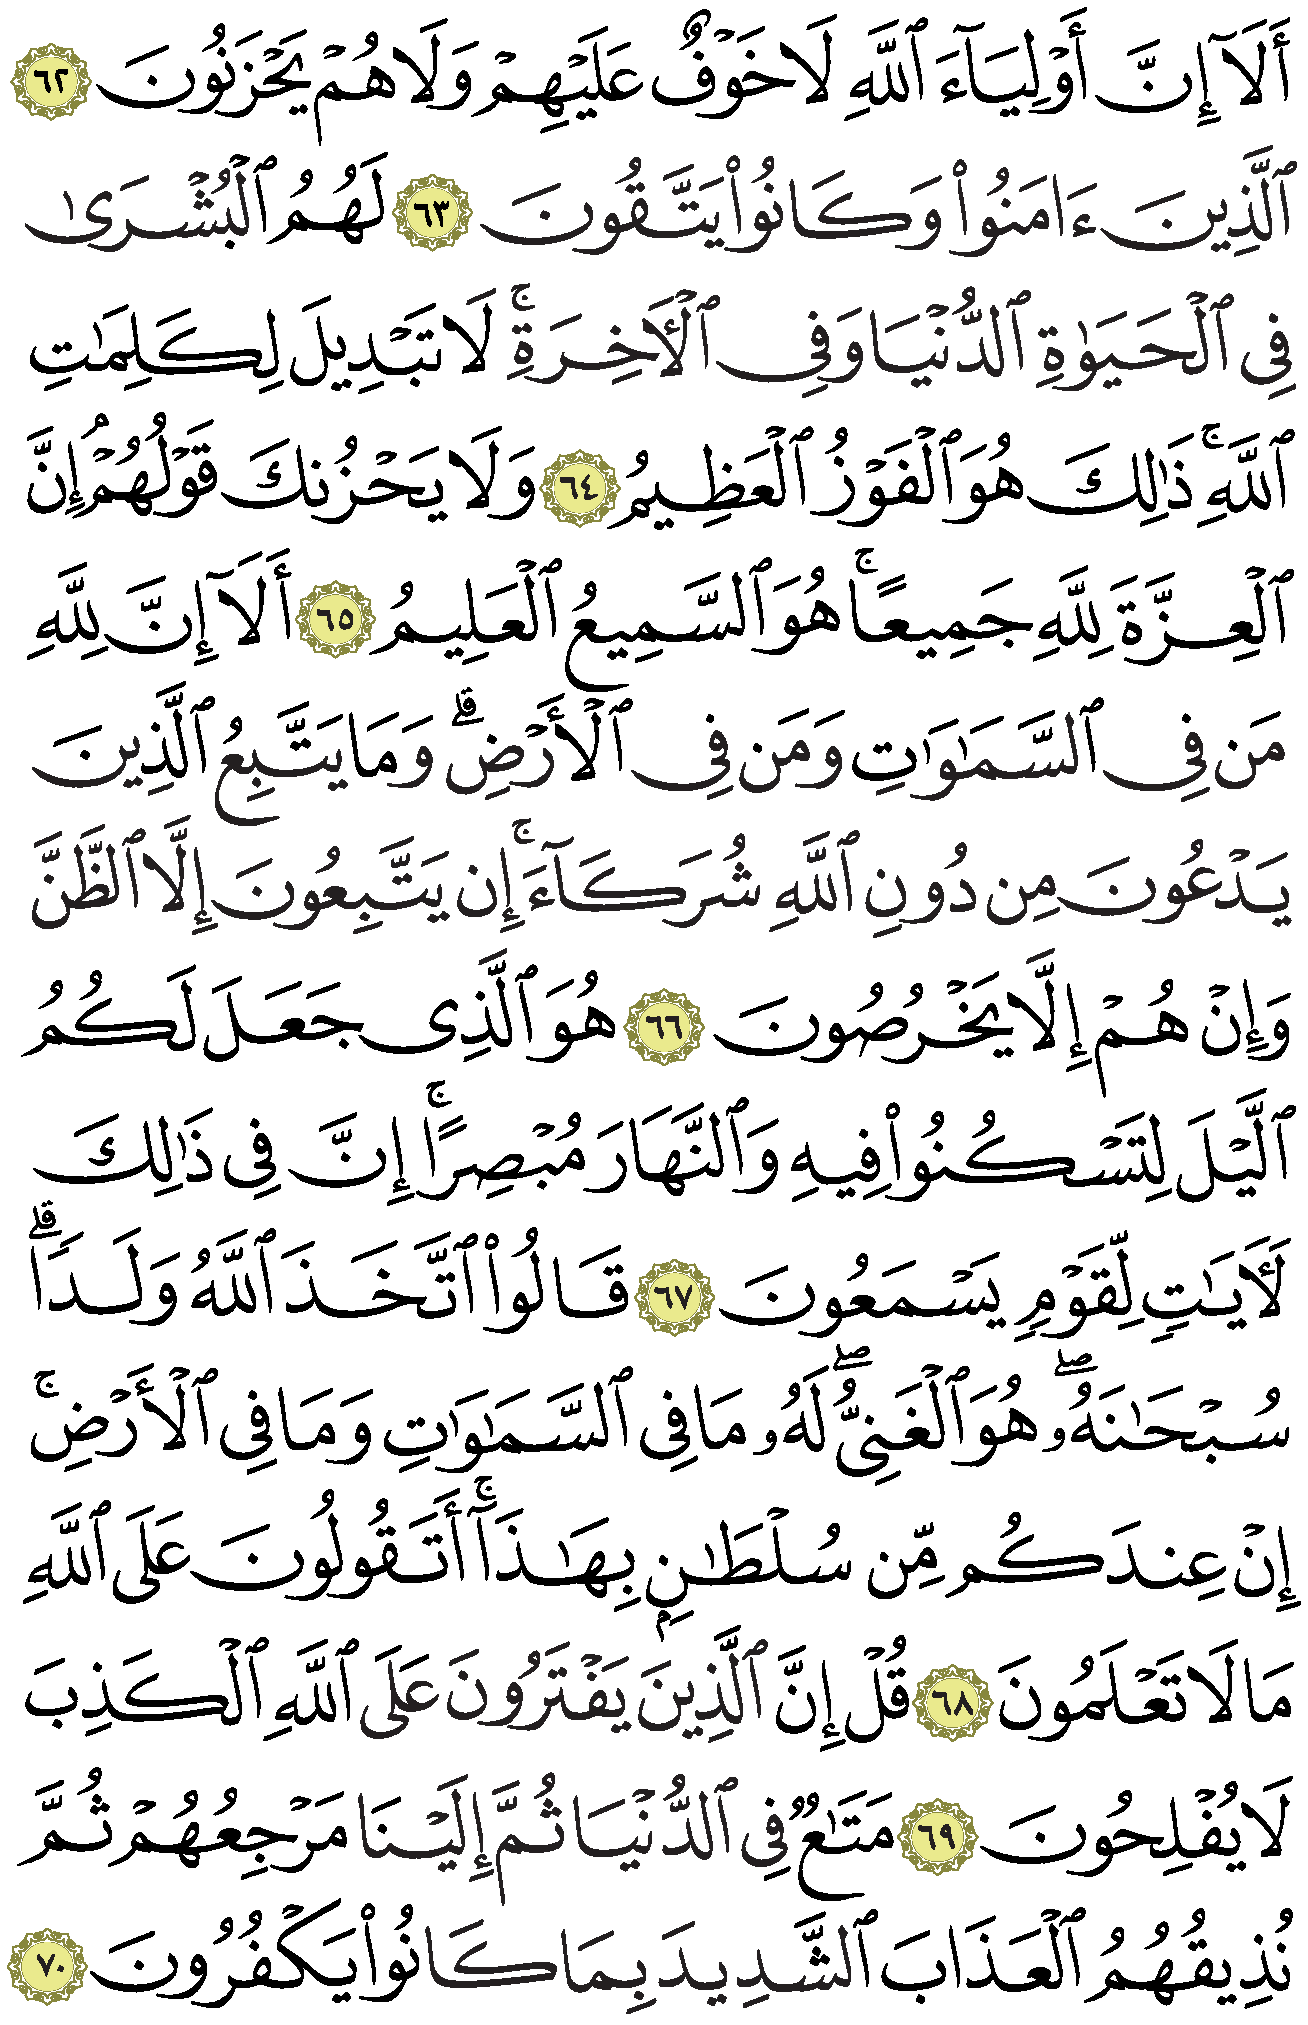 أَلَآ إِنَّ أَوْلِيَآءَ ٱللَّهِ لَا خَوْفٌ عَلَيْهِمْ وَلَا هُمْ يَحْزَنُونَ ٦٢
ٱلَّذِينَ ءَامَنُوا۟ وَكَانُوا۟ يَتَّقُونَ ٦٣ لَهُمُ ٱلْبُشْرَىٰ
فِى ٱلْحَيَوٰةِ ٱلدُّنْيَا وَفِى ٱلْـَٔاخِرَةِ ۚ لَا تَبْدِيلَ لِكَلِمَـٰتِ
ٱللَّهِ ۚ ذَٰلِكَ هُوَ ٱلْفَوْزُ ٱلْعَظِيمُ ٦٤ وَلَا يَحْزُنكَ قَوْلُهُمْ ۘ إِنَّ
ٱلْعِزَّةَ لِلَّهِ جَمِيعًا ۚ هُوَ ٱلسَّمِيعُ ٱلْعَلِيمُ ٦٥ أَلَآ إِنَّ لِلَّهِ
مَن فِى ٱلسَّمَـٰوَٰتِ وَمَن فِى ٱلْأَرْضِ ۗ وَمَا يَتَّبِعُ ٱلَّذِينَ
يَدْعُونَ مِن دُونِ ٱللَّهِ شُرَكَآءَ ۚ إِن يَتَّبِعُونَ إِلَّا ٱلظَّنَّ
وَإِنْ هُمْ إِلَّا يَخْرُصُونَ ٦٦ هُوَ ٱلَّذِى جَعَلَ لَكُمُ
ٱلَّيْلَ لِتَسْكُنُوا۟ فِيهِ وَٱلنَّهَارَ مُبْصِرًا ۚ إِنَّ فِى ذَٰلِكَ
لَـَٔايَـٰتٍ لِّقَوْمٍ يَسْمَعُونَ ٦٧ قَالُوا۟ ٱتَّخَذَ ٱللَّهُ وَلَدًا ۗ
سُبْحَـٰنَهُۥ ۖ هُوَ ٱلْغَنِىُّ ۖ لَهُۥ مَا فِى ٱلسَّمَـٰوَٰتِ وَمَا فِى ٱلْأَرْضِ ۚ
إِنْ عِندَكُم مِّن سُلْطَـٰنٍۭ بِهَـٰذَآ ۚ أَتَقُولُونَ عَلَى ٱللَّهِ
مَا لَا تَعْلَمُونَ ٦٨ قُلْ إِنَّ ٱلَّذِينَ يَفْتَرُونَ عَلَى ٱللَّهِ ٱلْكَذِبَ
لَا يُفْلِحُونَ ٦٩ مَتَـٰعٌ فِى ٱلدُّنْيَا ثُمَّ إِلَيْنَا مَرْجِعُهُمْ ثُمَّ
نُذِيقُهُمُ ٱلْعَذَابَ ٱلشَّدِيدَ بِمَا كَانُوا۟ يَكْفُرُونَ ٧٠